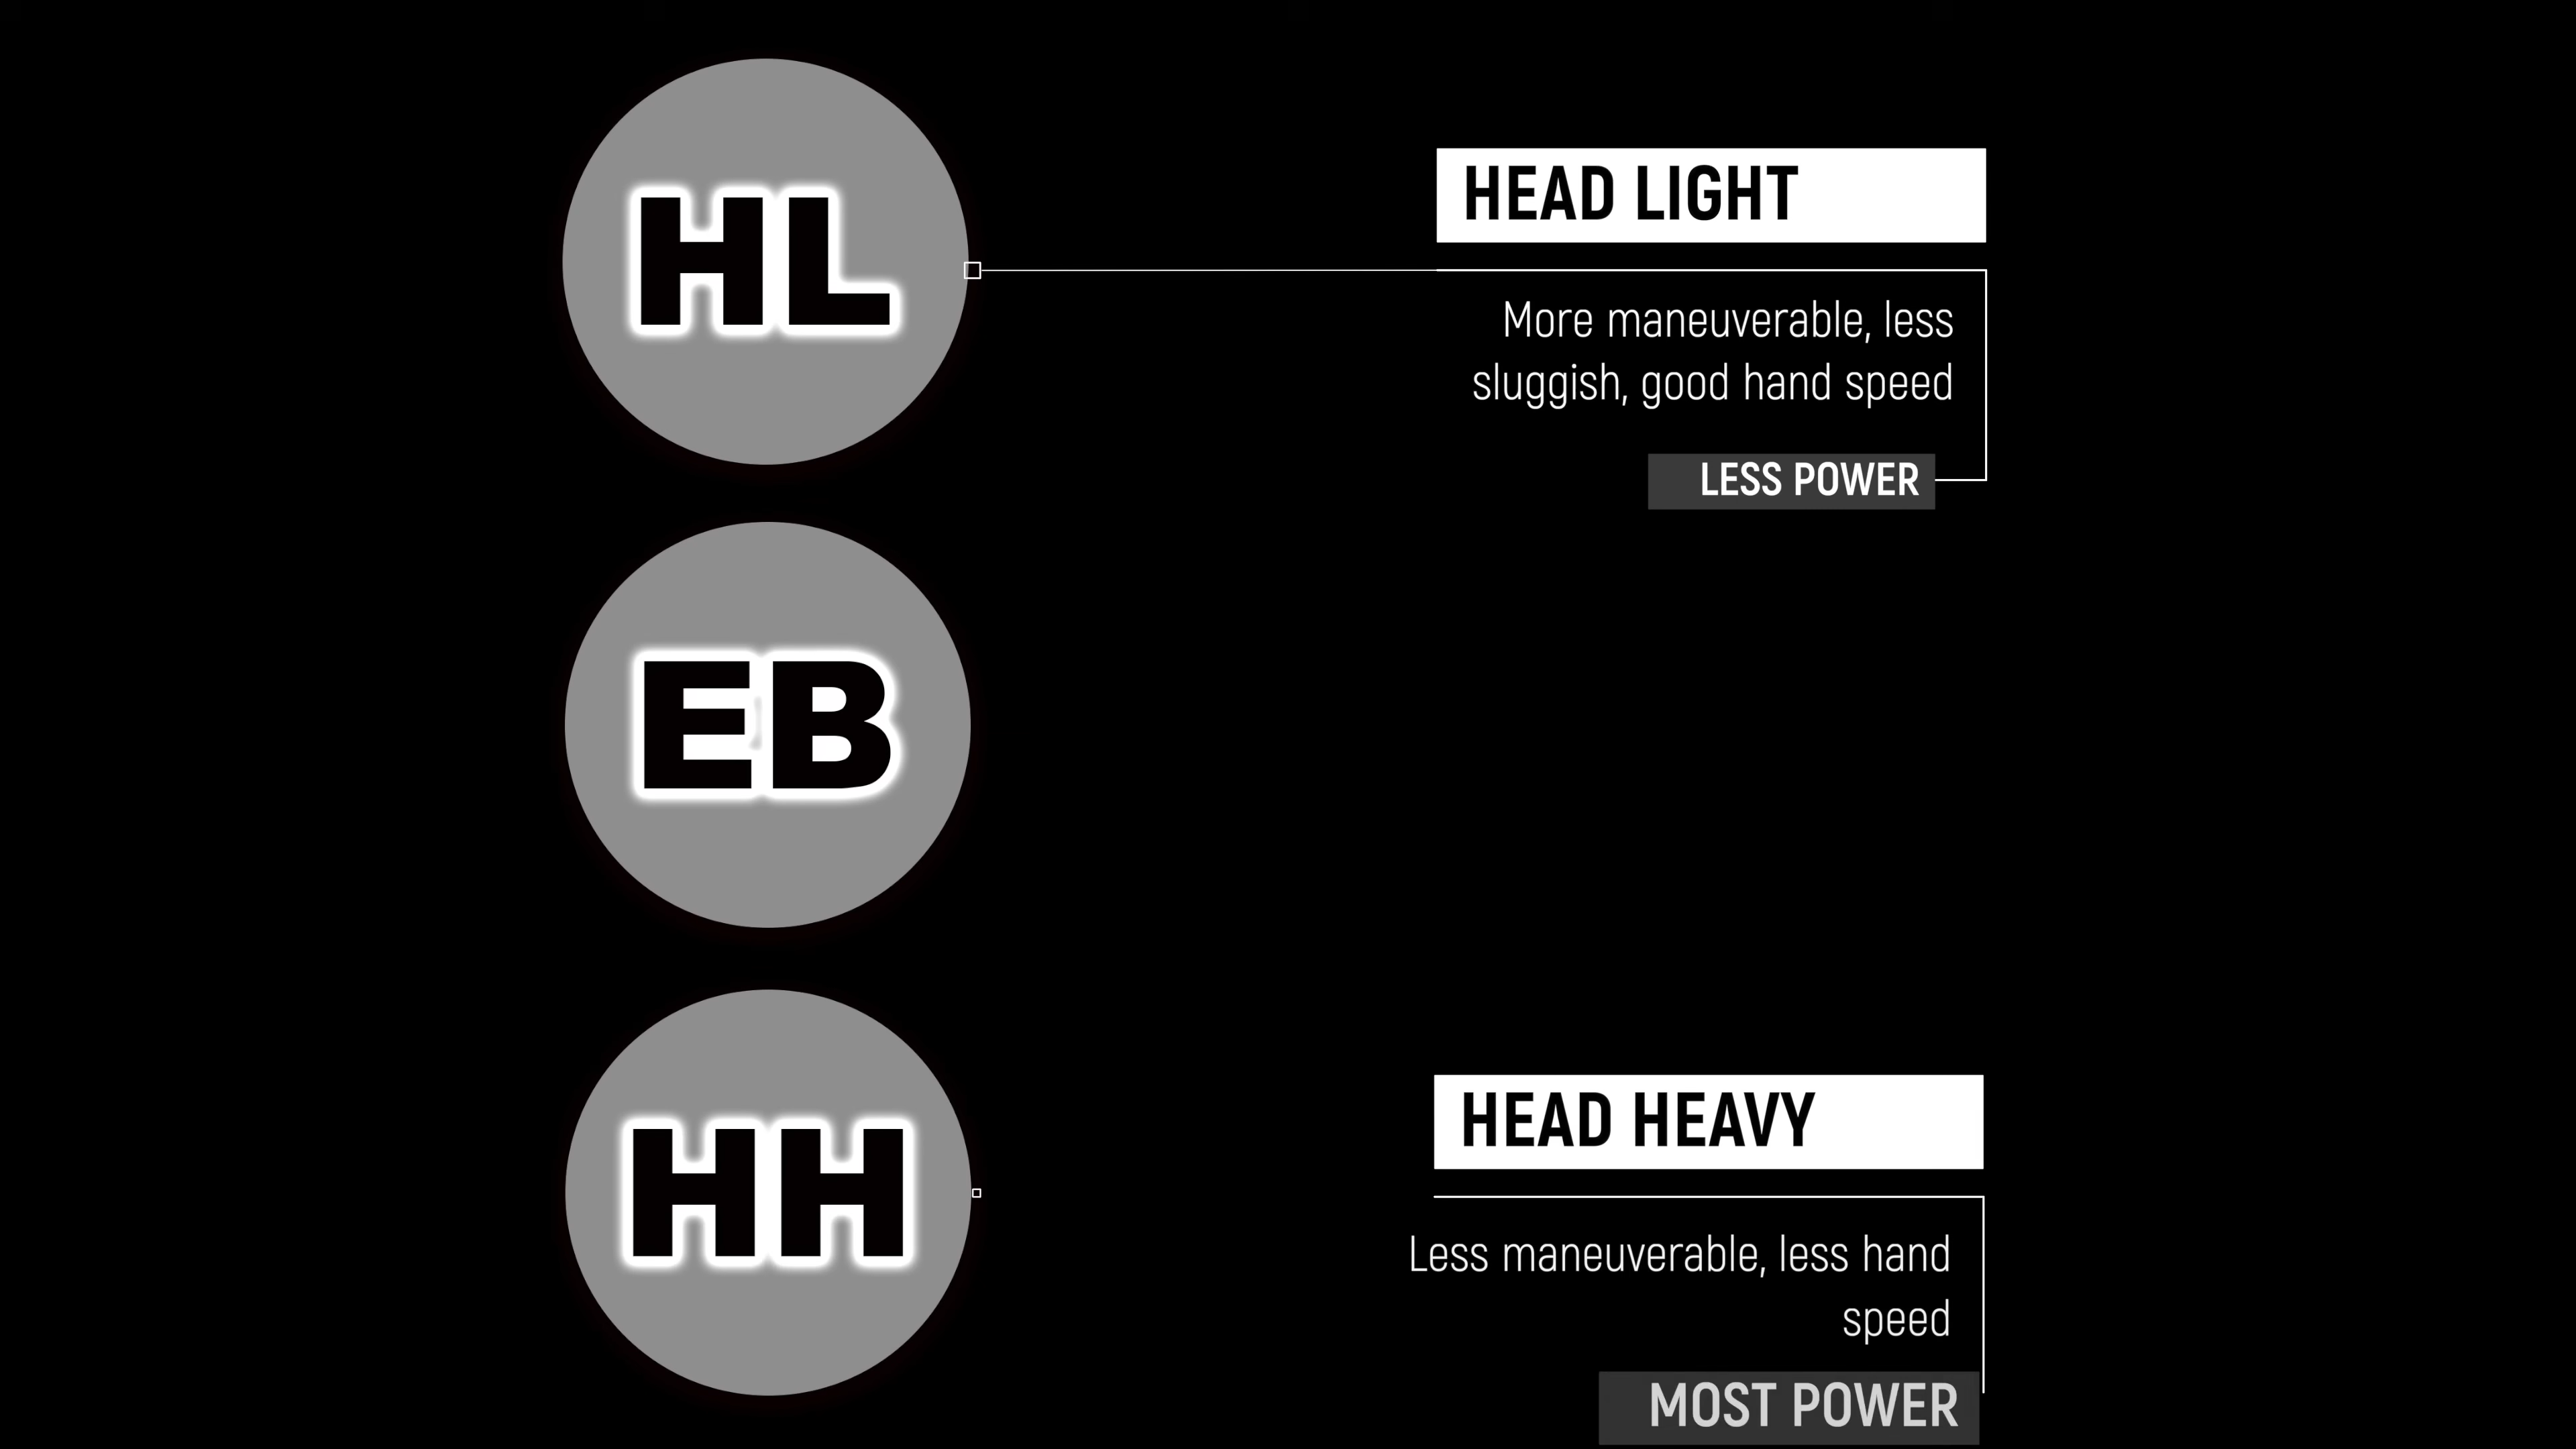 HL
HEAD LIGHT
More maneuverable, less
sluggish, good hand speed
LESS POWER
EB
HH
HEAD HEAVY
Less maneuverable, less hand
speed
MOST POWER